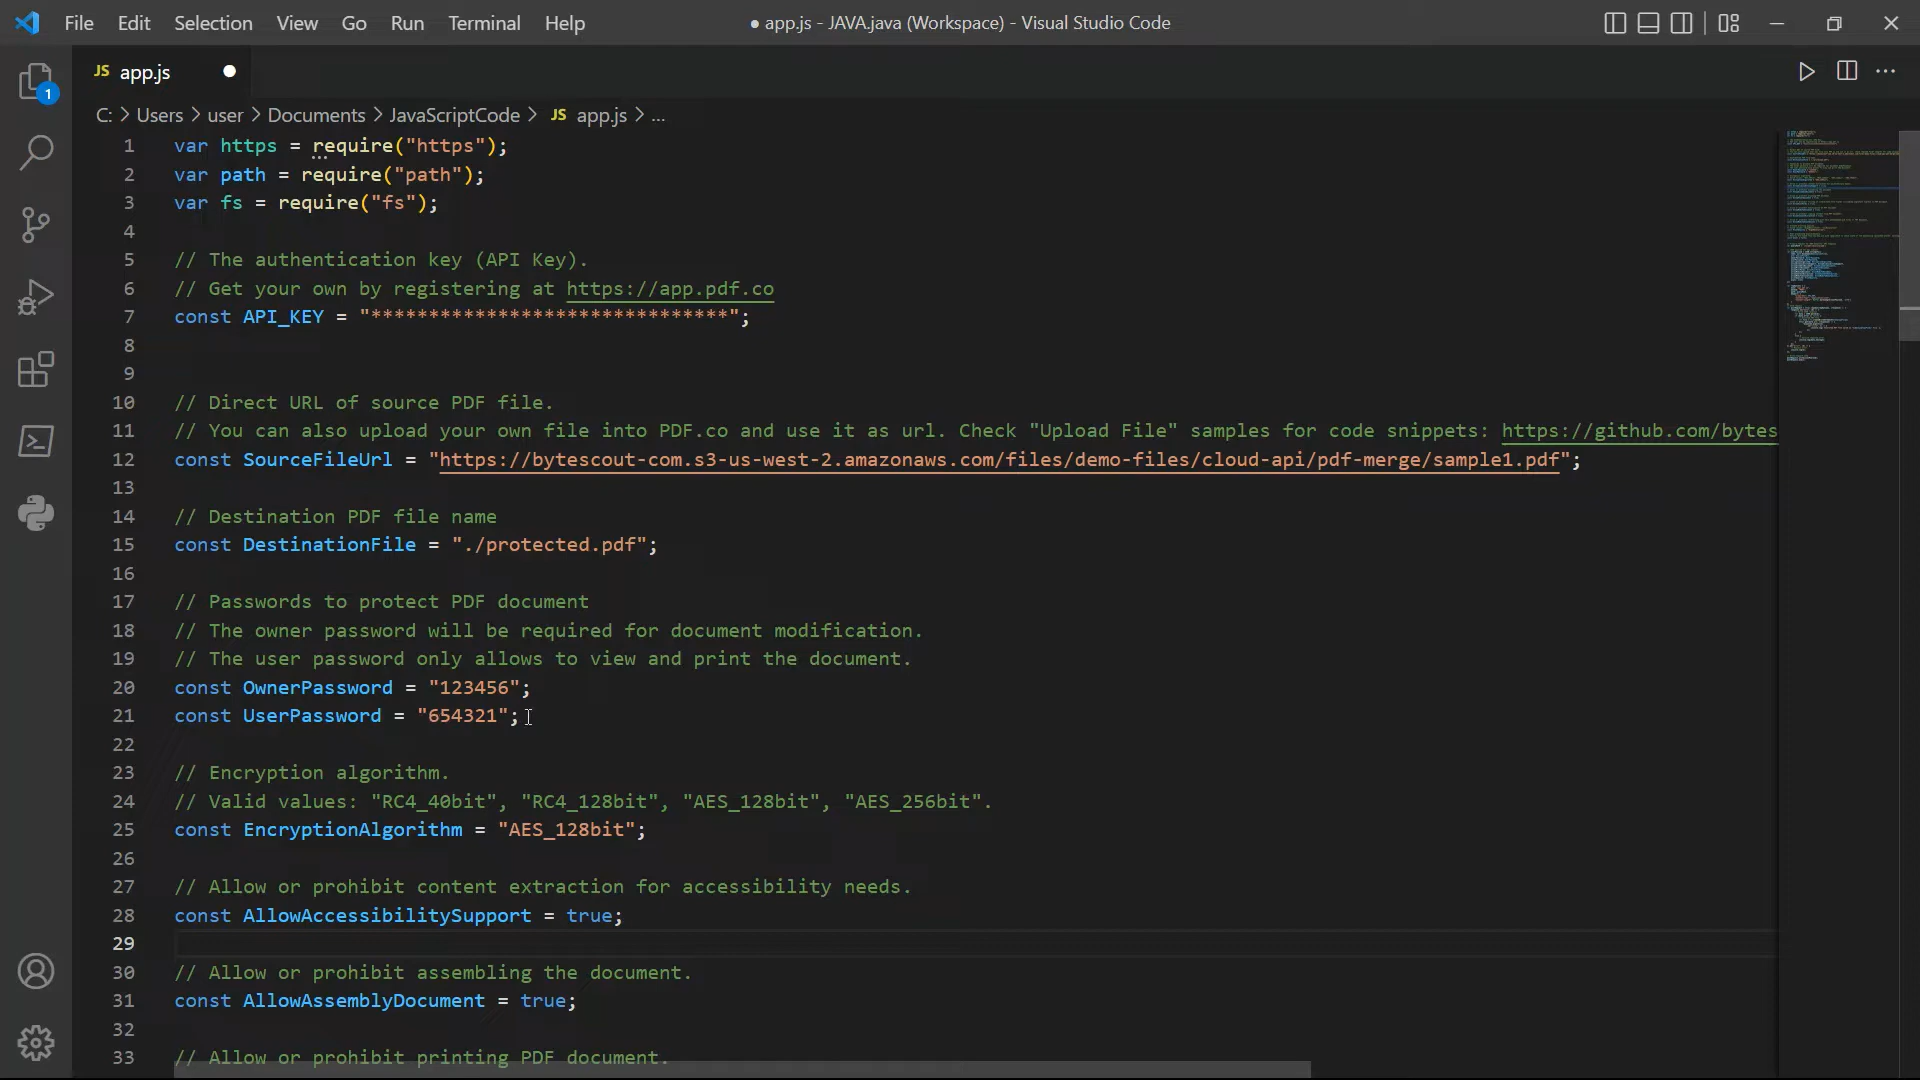 File Edit Selection View Go Run Terminal Help
● app.js - JAVA.java (Workspace) - Visual Studio Code
JS app.js
C: > Users > user > Documents > JavaScriptCode > JS app.js > ...
1
1 var https = require("https");
2 var path = require("path");
3 var fs = require("fs");
4
5 // The authentication key (API Key).
6 // Get your own by registering at https://app.pdf.co
7 const API_KEY = "*******************************";
8
9
10 // Direct URL of source PDF file.
11 // You can also upload your own file into PDF.co and use it as url. Check "Upload File" samples for code snippets: https://github.com/bytes
12 const SourceFileUrl = "https://bytescout-com.s3-us-west-2.amazonaws.com/files/demo-files/cloud-api/pdf-merge/sample1.pdf";
13
14 // Destination PDF file name
15 const DestinationFile = "./protected.pdf";
16
17 // Passwords to protect PDF document
18 // The owner password will be required for document modification.
19 // The user password only allows to view and print the document.
20 const OwnerPassword = "123456";
21 const UserPassword = "654321";
22
23 // Encryption algorithm.
24 // Valid values: "RC4_40bit", "RC4_128bit", "AES_128bit", "AES_256bit".
25 const EncryptionAlgorithm = "AES_128bit";
26
27 // Allow or prohibit content extraction for accessibility needs.
28 const AllowAccessibilitySupport = true;
29
30 // Allow or prohibit assembling the document.
31 const AllowAssemblyDocument = true;
32
33 // Allow or prohibit printing PDF document.